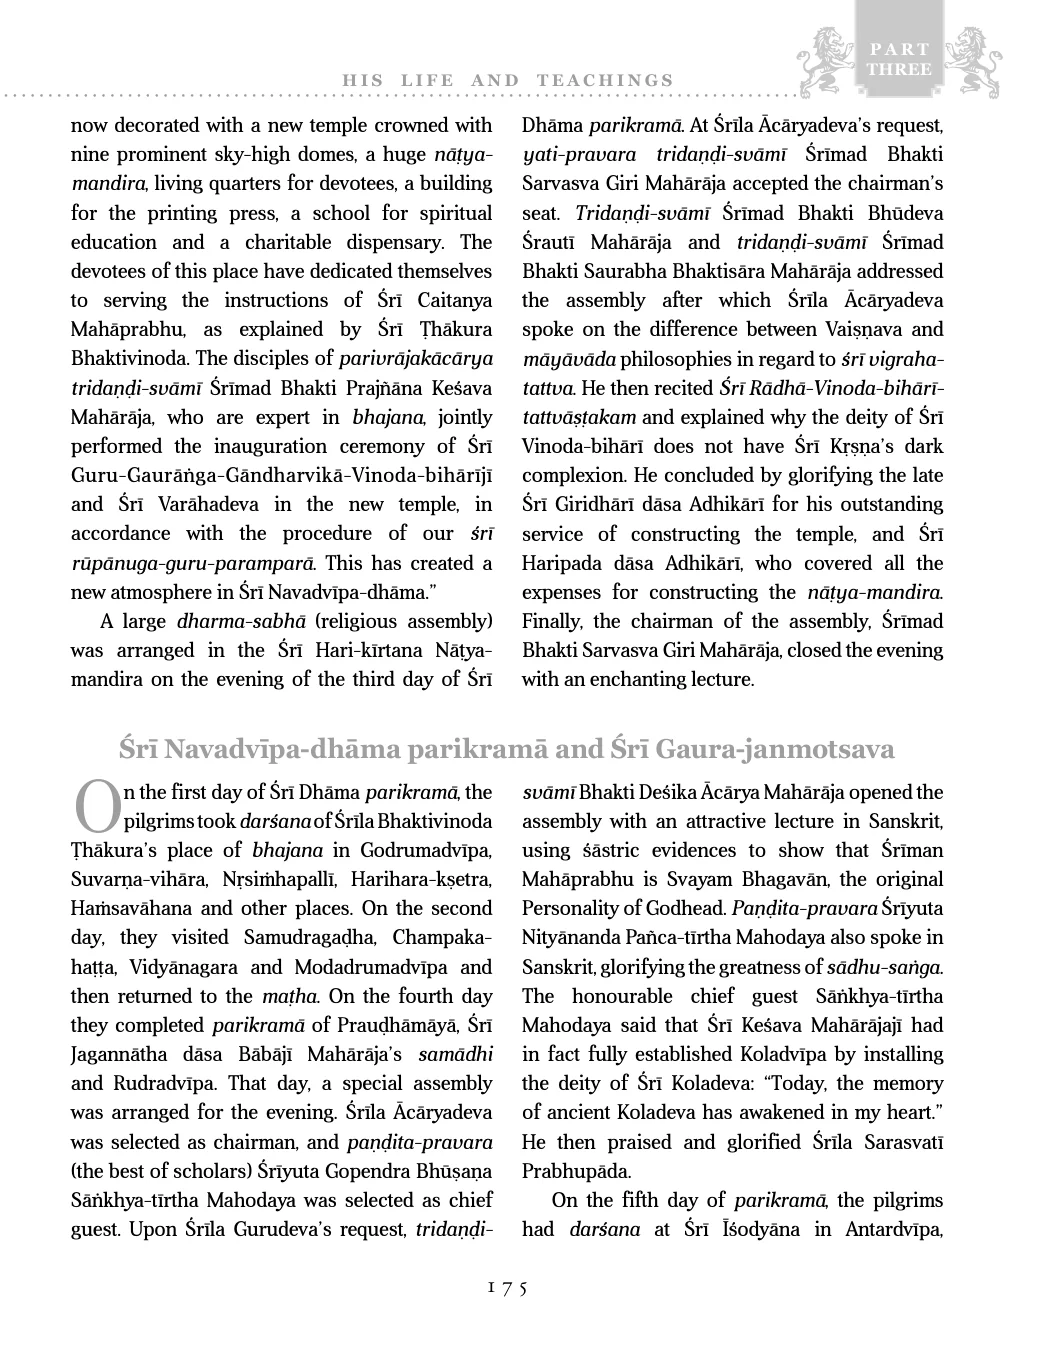 PART
THREE
HIS LIFE AND TEACHINGS
now decorated with a new temple crowned with
nine prominent sky-high domes, a huge nāṭya-
mandira, living quarters for devotees, a building
for the printing press, a school for spiritual
education and a charitable dispensary. The
devotees of this place have dedicated themselves
to serving the instructions of Śrī Caitanya
Mahāprabhu, as explained by Śrī Ṭhākura
Bhaktivinoda. The disciples of parivrājakācārya
tridaṇḍi-svāmī Śrīmad Bhakti Prajñāna Keśava
Mahārāja, who are expert in bhajana, jointly
performed the inauguration ceremony of Śrī
Guru-Gaurāṅga-Gāndharvikā-Vinoda-bihārījī
and Śrī Varāhadeva in the new temple, in
accordance with the procedure of our śrī
rūpānuga-guru-paramparā. This has created a
new atmosphere in Śrī Navadvīpa-dhāma.”
A large dharma-sabhā (religious assembly)
was arranged in the Śrī Hari-kīrtana Nāṭya-
mandira on the evening of the third day of Śrī
Dhāma parikramā. At Śrīla Ācāryadeva’s request,
yati-pravara tridaṇḍi-svāmī Śrīmad Bhakti
Sarvasva Giri Mahārāja accepted the chairman’s
seat. Tridaṇḍi-svāmī Śrīmad Bhakti Bhūdeva
Śrautī Mahārāja and tridaṇḍi-svāmī Śrīmad
Bhakti Saurabha Bhaktisāra Mahārāja addressed
the assembly after which Śrīla Ācāryadeva
spoke on the difference between Vaiṣṇava and
māyāvāda philosophies in regard to śrī vigraha-
tattva. He then recited Śrī Rādhā-Vinoda-bihārī-
tattvāṣṭakam and explained why the deity of Śrī
Vinoda-bihārī does not have Śrī Kṛṣṇa’s dark
complexion. He concluded by glorifying the late
Śrī Giridhārī dāsa Adhikārī for his outstanding
service of constructing the temple, and Śrī
Haripada dāsa Adhikārī, who covered all the
expenses for constructing the nāṭya-mandira.
Finally, the chairman of the assembly, Śrīmad
Bhakti Sarvasva Giri Mahārāja, closed the evening
with an enchanting lecture.
Śrī Navadvīpa-dhāma parikramā and Śrī Gaura-janmotsava
On the first day of Śrī Dhāma parikramā, the
pilgrims took darśana of Śrīla Bhaktivinoda
Ṭhākura’s place of bhajana in Godrumadvīpa,
Suvarṇa-vihāra, Nṛsiṁhapallī, Harihara-kṣetra,
Haṁsavāhana and other places. On the second
day, they visited Samudragaḍha, Champaka-
haṭṭa, Vidyānagara and Modadrumadvīpa and
then returned to the maṭha. On the fourth day
they completed parikramā of Prauḍhāmāyā, Śrī
Jagannātha dāsa Bābājī Mahārāja’s samādhi
and Rudradvīpa. That day, a special assembly
was arranged for the evening. Śrīla Ācāryadeva
was selected as chairman, and paṇḍita-pravara
(the best of scholars) Śrīyuta Gopendra Bhūṣaṇa
Sāṅkhya-tīrtha Mahodaya was selected as chief
guest. Upon Śrīla Gurudeva’s request, tridaṇḍi-
svāmī Bhakti Deśika Ācārya Mahārāja opened the
assembly with an attractive lecture in Sanskrit,
using śāstric evidences to show that Śrīman
Mahāprabhu is Svayam Bhagavān, the original
Personality of Godhead. Paṇḍita-pravara Śrīyuta
Nityānanda Pañca-tīrtha Mahodaya also spoke in
Sanskrit, glorifying the greatness of sādhu-saṅga.
The honourable chief guest Sāṅkhya-tīrtha
Mahodaya said that Śrī Keśava Mahārājajī had
in fact fully established Koladvīpa by installing
the deity of Śrī Koladeva: “Today, the memory
of ancient Koladeva has awakened in my heart.”
He then praised and glorified Śrīla Sarasvatī
Prabhupāda.
On the fifth day of parikramā, the pilgrims
had darśana at Śrī Īśodyāna in Antardvīpa,
175